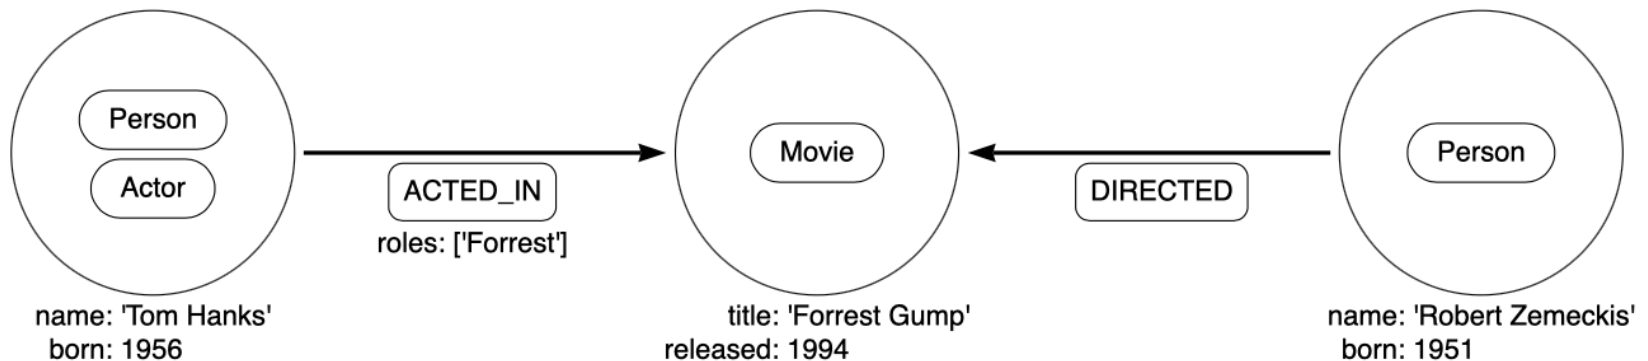 Person
Actor
name: 'Tom Hanks'
born: 1956
ACTED_IN
roles: ['Forrest']
Movie
title: 'Forrest Gump'
released: 1994
DIRECTED
Person
name: 'Robert Zemeckis'
born: 1951